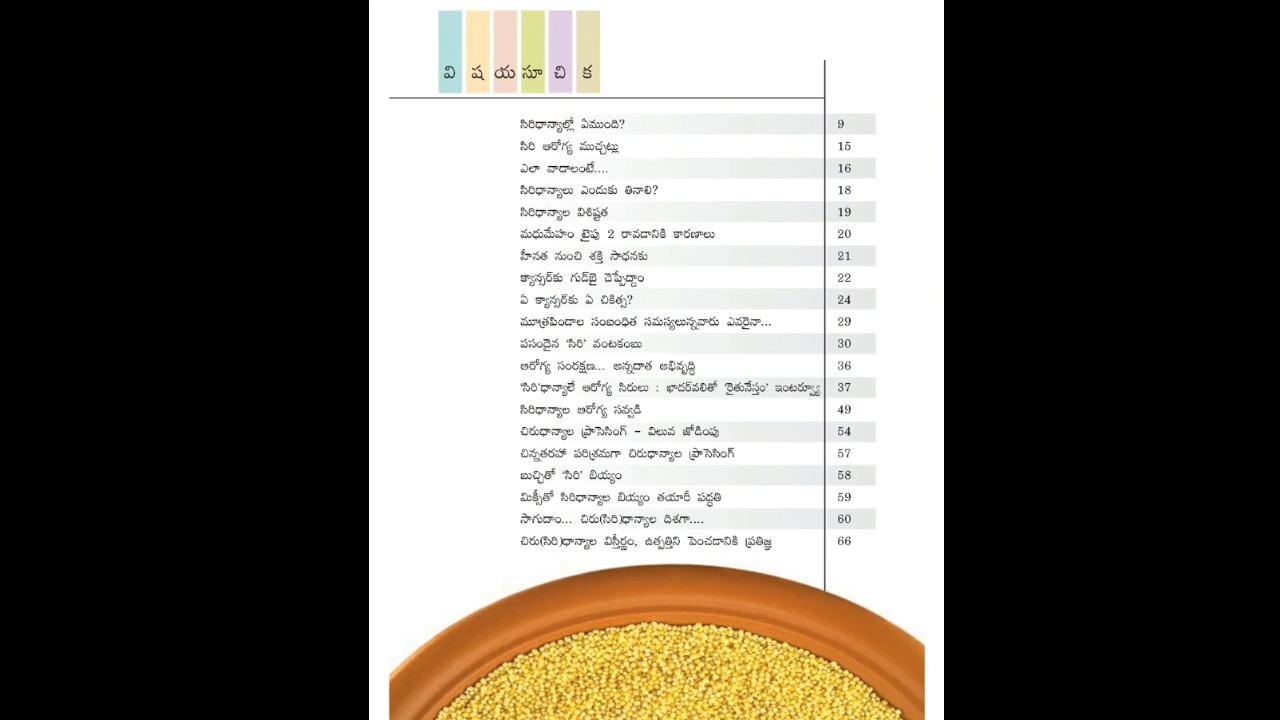 విషయసూచిక
సిరిధాన్యాల్లో ఏముంది? 9
సిరి ఆరోగ్య ముచ్చట్లు 15
ఎలా వాడాలంటే.... 16
సిరిధాన్యాలు ఎందుకు తినాలి? 18
సిరిధాన్యాల విశిష్టత 19
మధుమేహం టైపు 2 రావడానికి కారణాలు 20
హీనత నుంచి శక్తి సాధనకు 21
క్యాన్సర్‌కు గుడ్‌బై చెప్పేద్దాం 22
ఏ క్యాన్సర్‌కు ఏ చికిత్స? 24
మూత్రపిండాల సంబంధిత సమస్యలున్నవారు ఎవరైనా... 29
పసందైన ‘సిరి’ వంటకంబు 30
ఆరోగ్య సంరక్షణ... అన్నదాత అభివృద్ధి 36
‘సిరి’ధాన్యాలే ఆరోగ్య సిరులు : ఖాదర్‌వలితో ‘రైతునేస్తం’ ఇంటర్వ్యూ 37
సిరిధాన్యాల ఆరోగ్య సవ్వడి 49
చిరుధాన్యాల ప్రాసెసింగ్ - విలువ జోడింపు 54
చిన్నతరహా పరిశ్రమగా చిరుధాన్యాల ప్రాసెసింగ్ 57
బుచ్చితో ‘సిరి’ బియ్యం 58
మిక్సీతో సిరిధాన్యాల బియ్యం తయారీ పద్ధతి 59
సాగుదాం... చిరు(సిరి)ధాన్యాల దిశగా.... 60
చిరు(సిరి)ధాన్యాల విస్తీర్ణం, ఉత్పత్తిని పెంచడానికి ప్రతిజ్ఞ 66